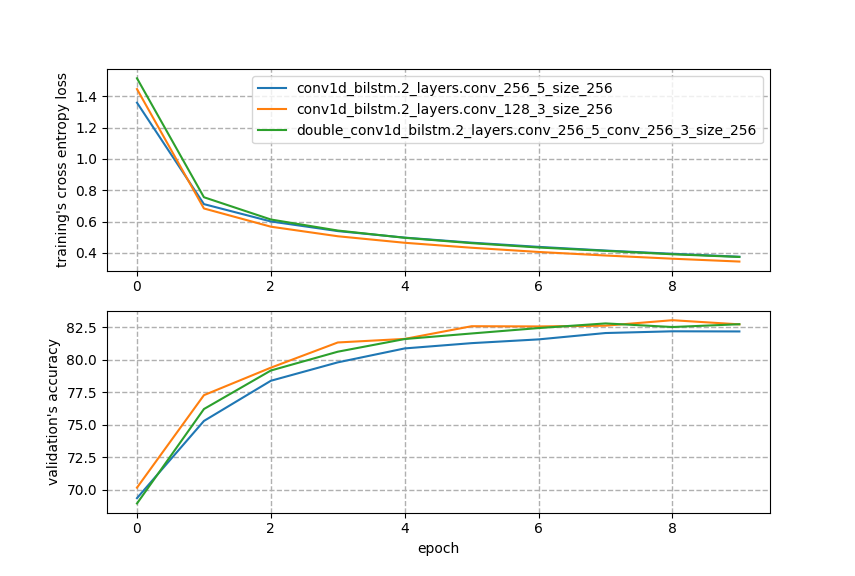 training's cross entropy loss
1.4
1.2
1.0
0.8
0.6
0.4
conv1d_bilstm.2_layers.conv_256_5_size_256
conv1d_bilstm.2_layers.conv_128_3_size_256
double_conv1d_bilstm.2_layers.conv_256_5_conv_256_3_size_256
0 2 4 6 8
validation's accuracy
82.5
80.0
77.5
75.0
72.5
70.0
0 2 4 6 8
epoch